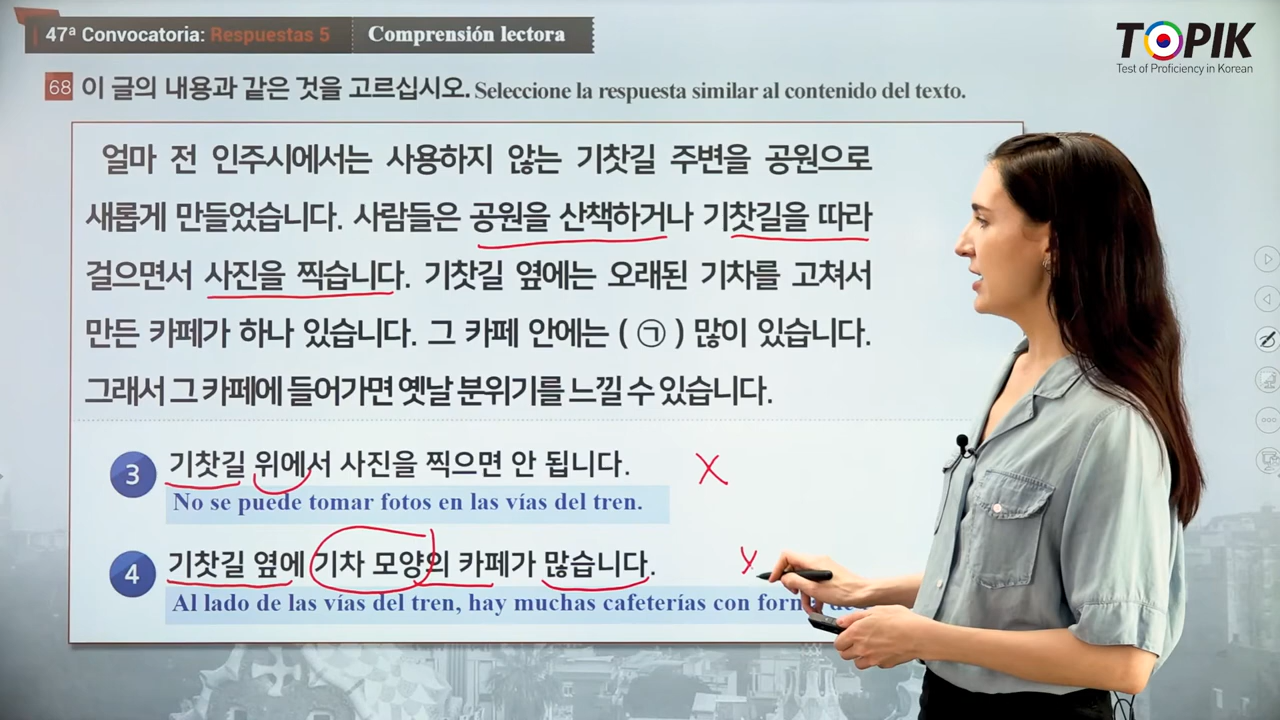 47ª Convocatoria: Respuestas 5 Comprensión lectora
TOPIK
Test of Proficiency in Korean
68 이 글의 내용과 같은 것을 고르십시오. Seleccione la respuesta similar al contenido del texto.
얼마 전 인주시에서는 사용하지 않는 기찻길 주변을 공원으로
새롭게 만들었습니다. 사람들은 공원을 산책하거나 기찻길을 따라
걸으면서 사진을 찍습니다. 기찻길 옆에는 오래된 기차를 고쳐서
만든 카페가 하나 있습니다. 그 카페 안에는 ( ㉠ ) 많이 있습니다.
그래서 그 카페에 들어가면 옛날 분위기를 느낄 수 있습니다.
3 기찻길 위에서 사진을 찍으면 안 됩니다. X
No se puede tomar fotos en las vías del tren.
4 기찻길 옆에 기차 모양의 카페가 많습니다.
Al lado de las vías del tren, hay muchas cafeterías con